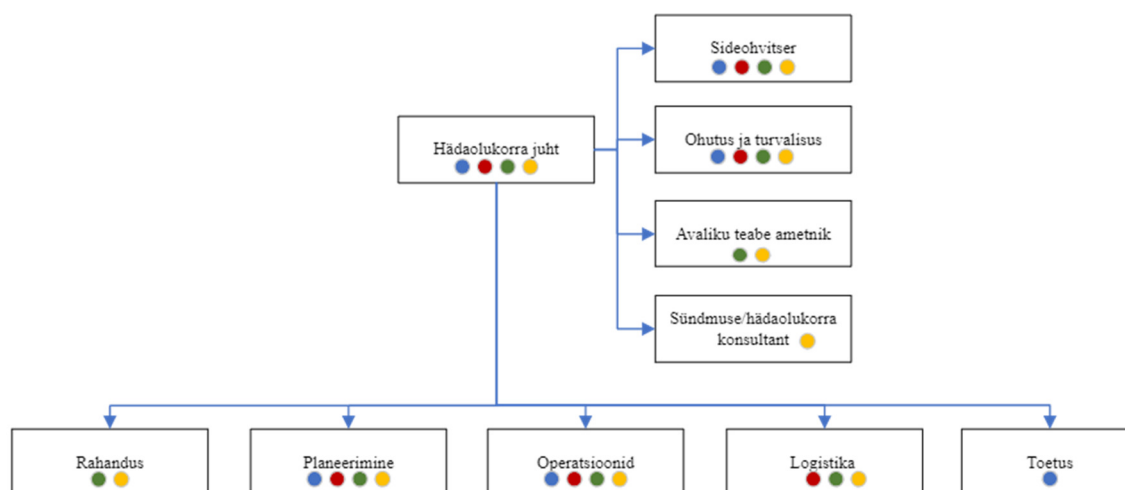 Sideohvitser
Hädaolukorra juht
Ohutus ja turvalisus
Avaliku teabe ametnik
Sündmuse/hädaolukorra
konsultant
Rahandus
Planeerimine
Operatsioonid
Logistika
Toetus